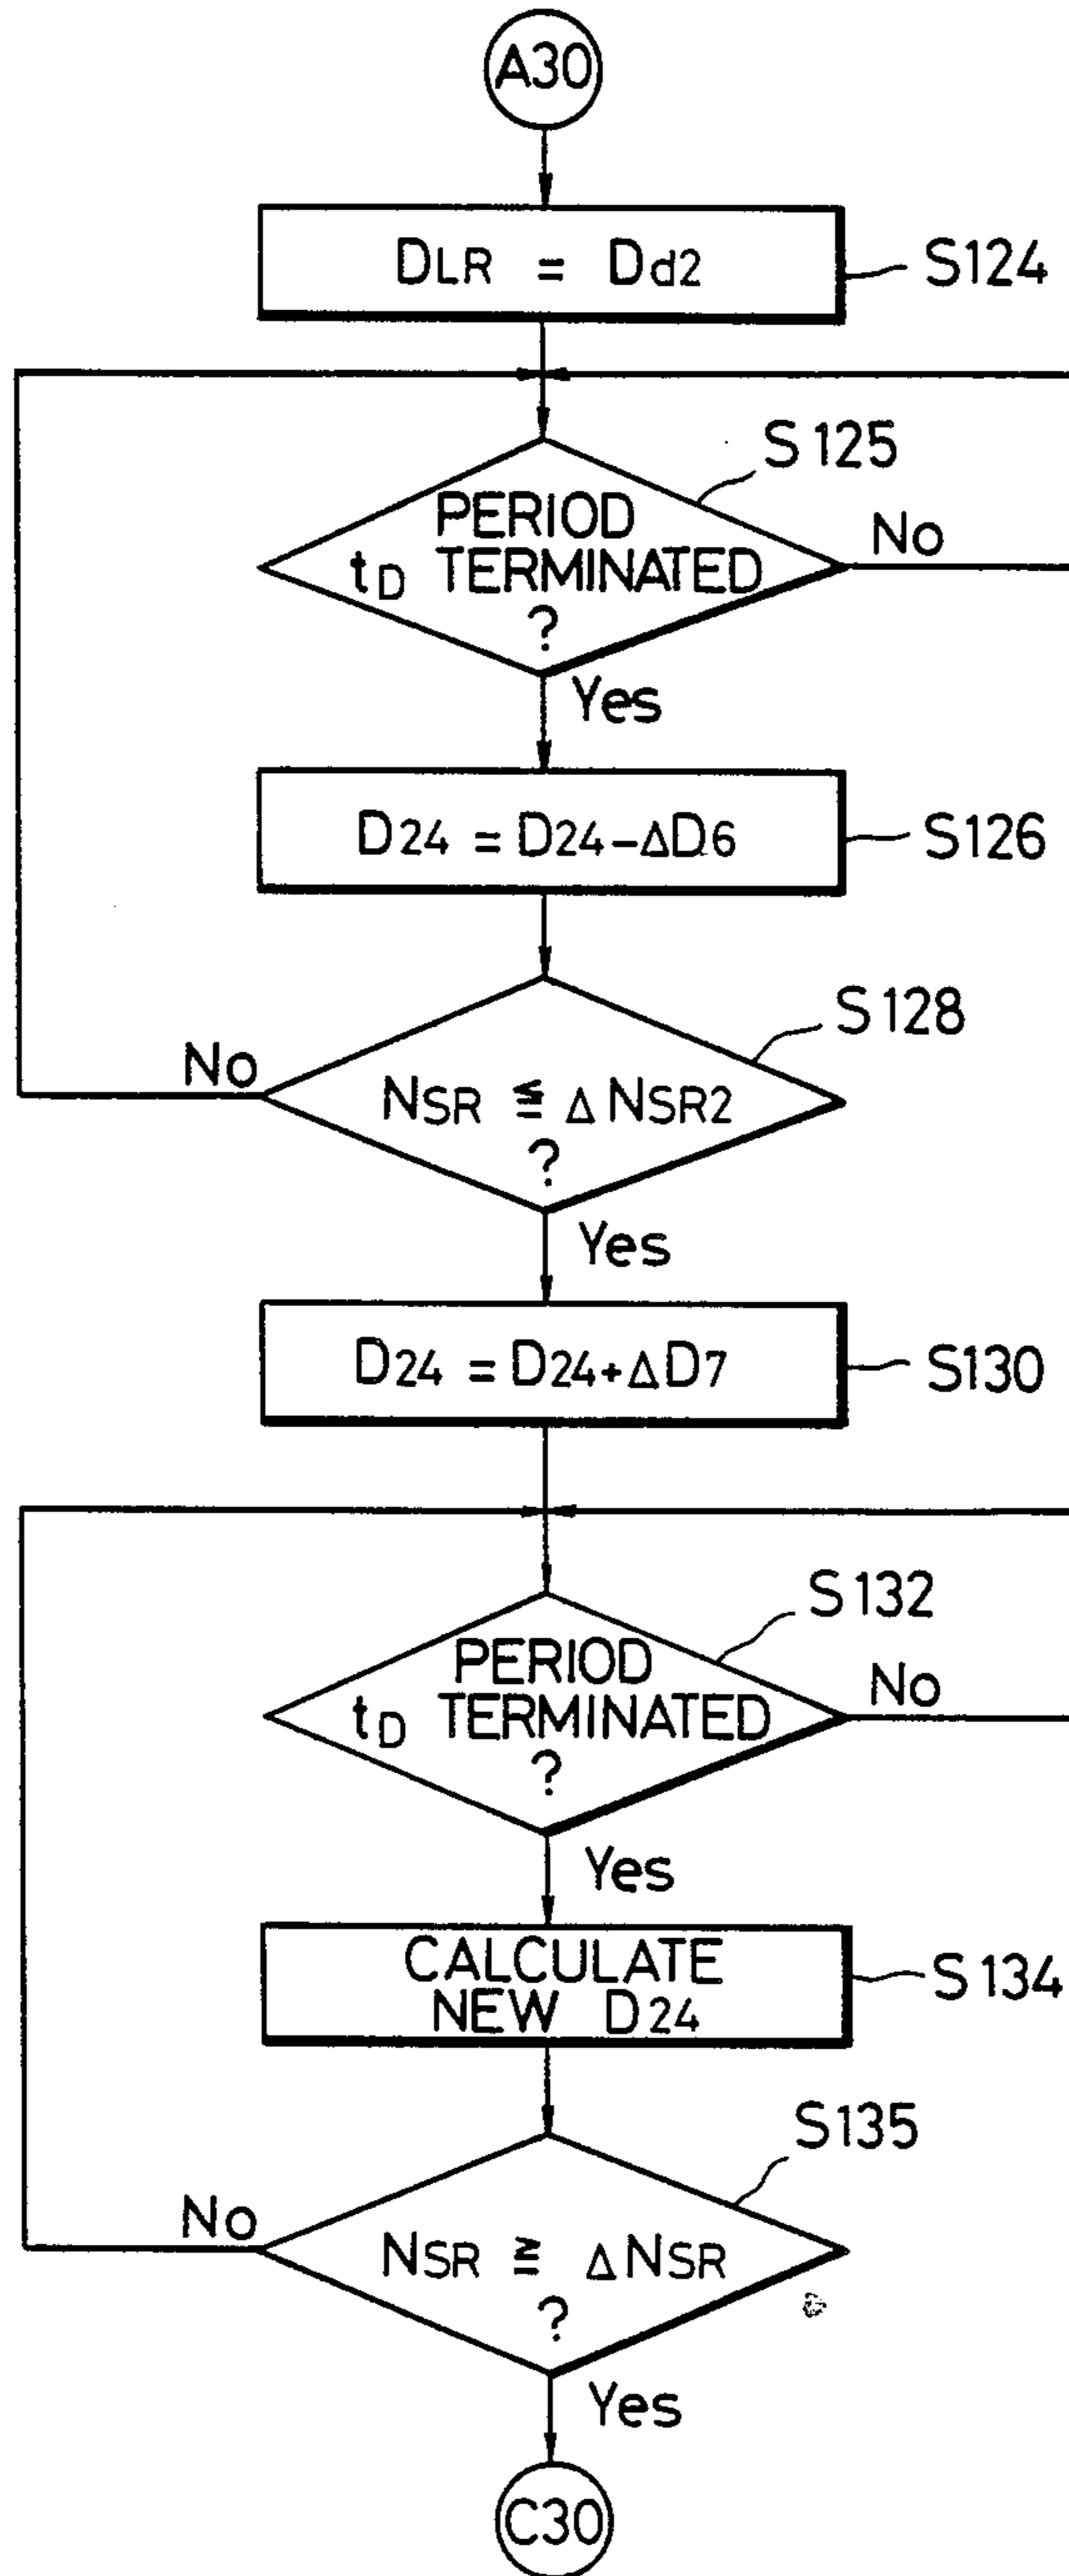 A30
DLR = Dd2
S124
S125
PERIOD
tD TERMINATED
?
No
Yes
D24 = D24-ΔD6
S126
S128
No
NSR ≦ ΔNSR2
?
Yes
D24 = D24+ΔD7
S130
S132
PERIOD
tD TERMINATED
?
No
Yes
CALCULATE
NEW D24
S134
S135
No
NSR ≧ ΔNSR
?
Yes
C30